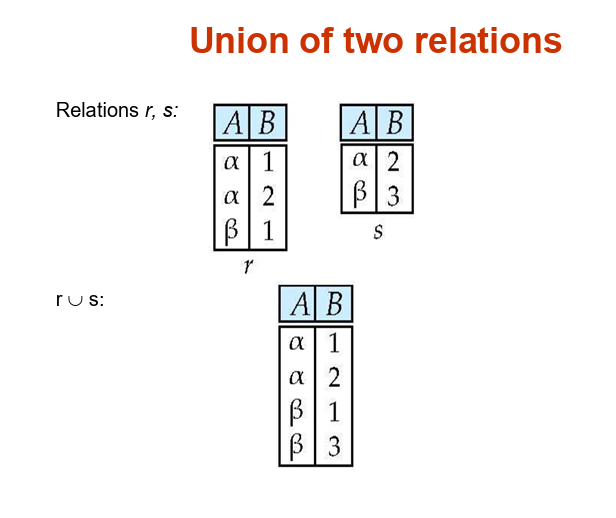 Union of two relations
Relations r, s:
A B
α 1
α 2
β 1
r
A B
α 2
β 3
s
r ∪ s:
A B
α 1
α 2
β 1
β 3